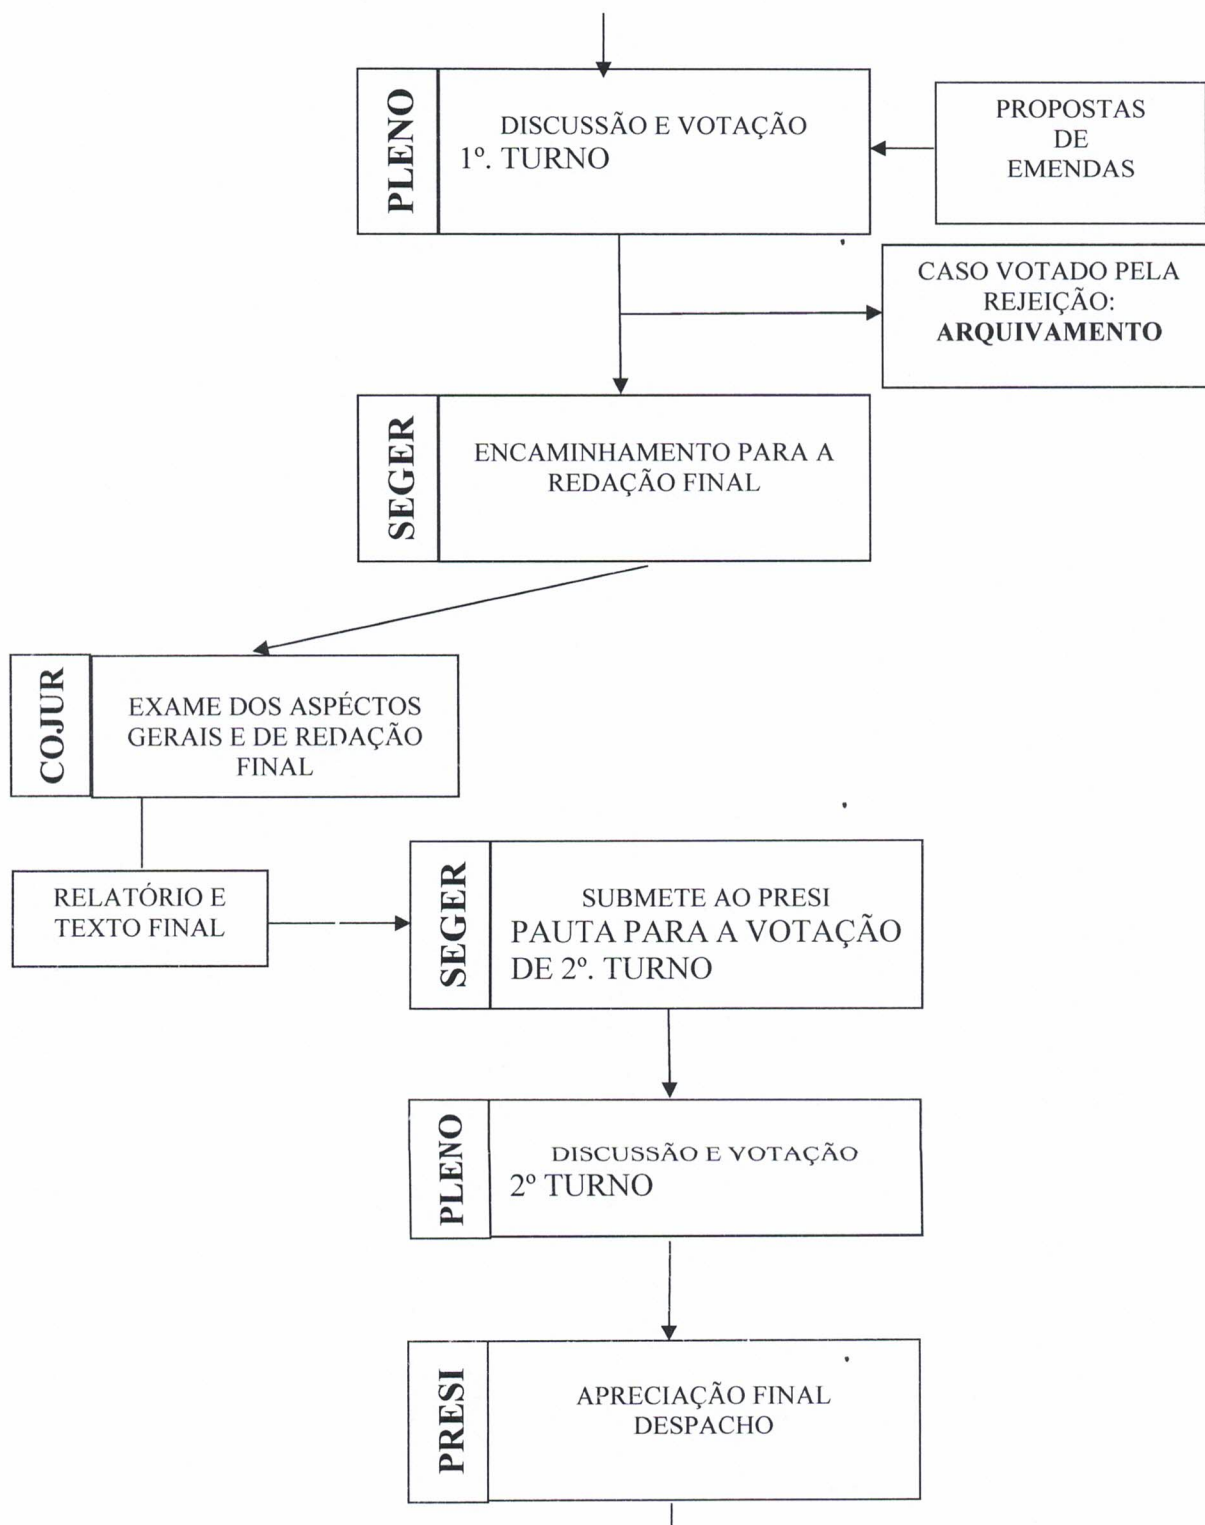 PLENO
DISCUSSÃO E VOTAÇÃO
1º. TURNO
PROPOSTAS
DE
EMENDAS
CASO VOTADO PELA
REJEIÇÃO:
ARQUIVAMENTO
SEGER
ENCAMINHAMENTO PARA A
REDAÇÃO FINAL
COJUR
EXAME DOS ASPÉCTOS
GERAIS E DE REDAÇÃO
FINAL
RELATÓRIO E
TEXTO FINAL
SEGER
SUBMETE AO PRESI
PAUTA PARA A VOTAÇÃO
DE 2º. TURNO
PLENO
DISCUSSÃO E VOTAÇÃO
2º TURNO
PRESI
APRECIAÇÃO FINAL
DESPACHO